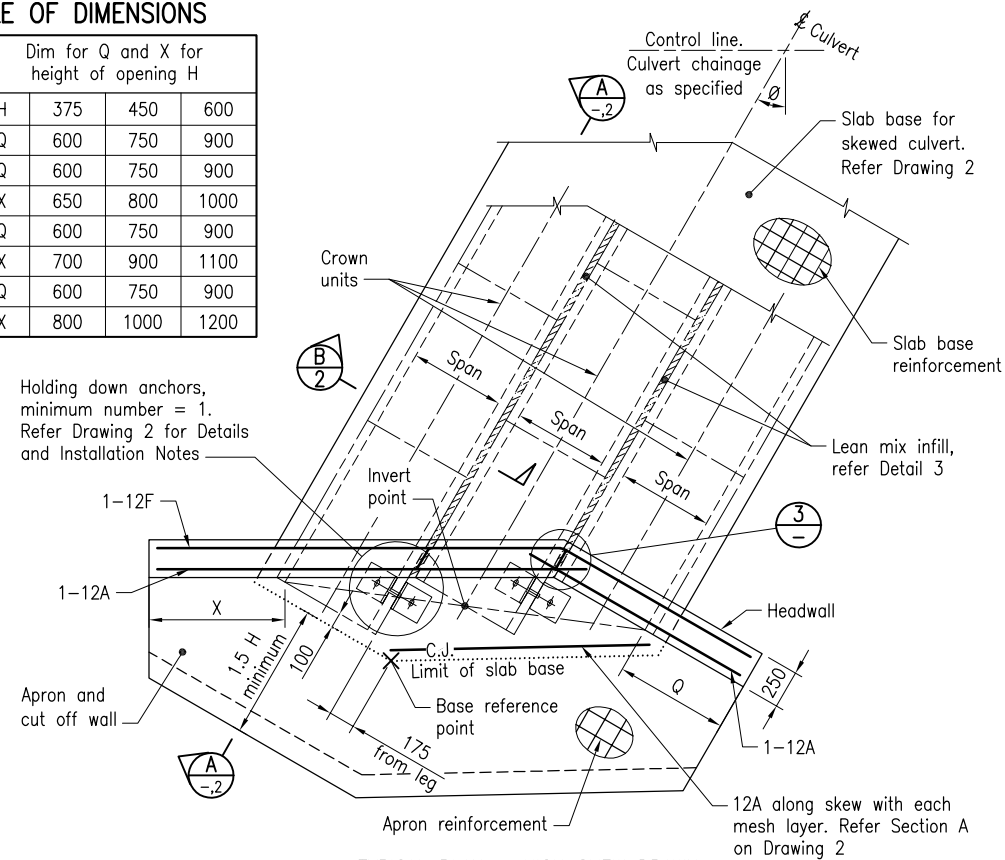 E OF DIMENSIONS
Dim for Q and X for
height of opening H
H 375 450 600
Q 600 750 900
Q 600 750 900
X 650 800 1000
Q 600 750 900
X 700 900 1100
Q 600 750 900
X 800 1000 1200
Control line.
Culvert chainage
as specified
℄ Culvert
Ø
A
-,2
Slab base for
skewed culvert.
Refer Drawing 2
Crown
units
B
2
Span
Span
Span
Slab base
reinforcement
Lean mix infill,
refer Detail 3
Holding down anchors,
minimum number = 1.
Refer Drawing 2 for Details
and Installation Notes
Invert
point
1-12F
3
-
1-12A
X
Headwall
1.5 H
minimum
100
C.J.
Limit of slab base
Q
250
Apron and
cut off wall
Base reference
point
175
from leg
1-12A
A
-,2
Apron reinforcement
12A along skew with each
mesh layer. Refer Section A
on Drawing 2